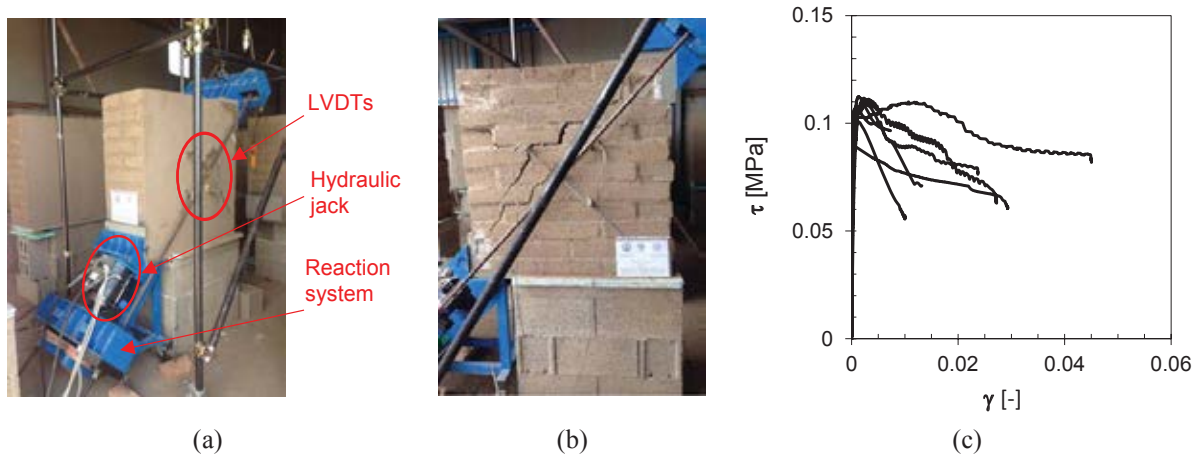 LVDTs
Hydraulic
jack
Reaction
system
(a)
(b)
0.15
0.1
0.05
0
τ [MPa]
0
0.02
0.04
0.06
γ [-]
(c)